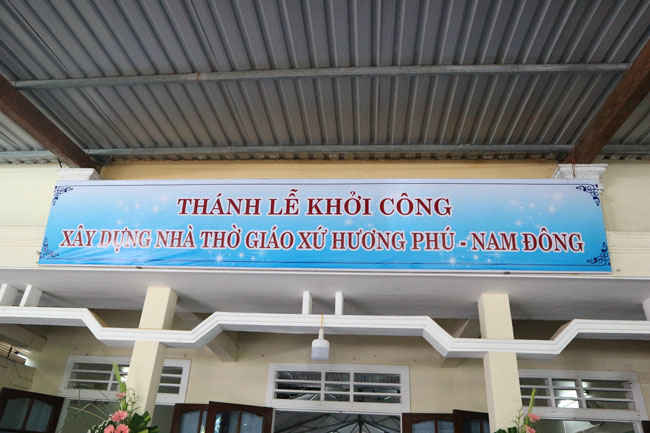 THÁNH LỄ KHỞI CÔNG
XÂY DỰNG NHÀ THỜ GIÁO XỨ HƯƠNG PHÚ - NAM ĐÔNG